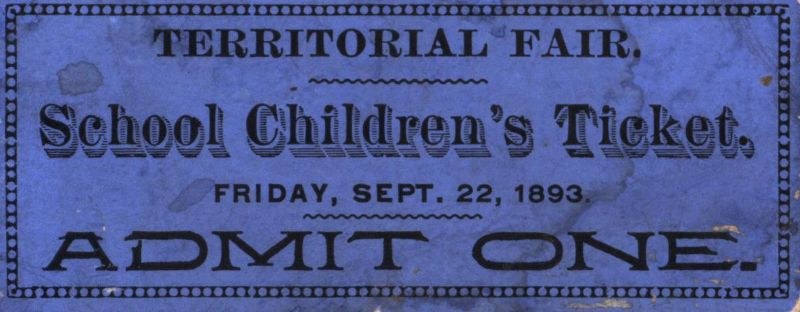 TERRITORIAL FAIR.
School Children's Ticket.
FRIDAY, SEPT. 22, 1893.
ADMIT ONE.